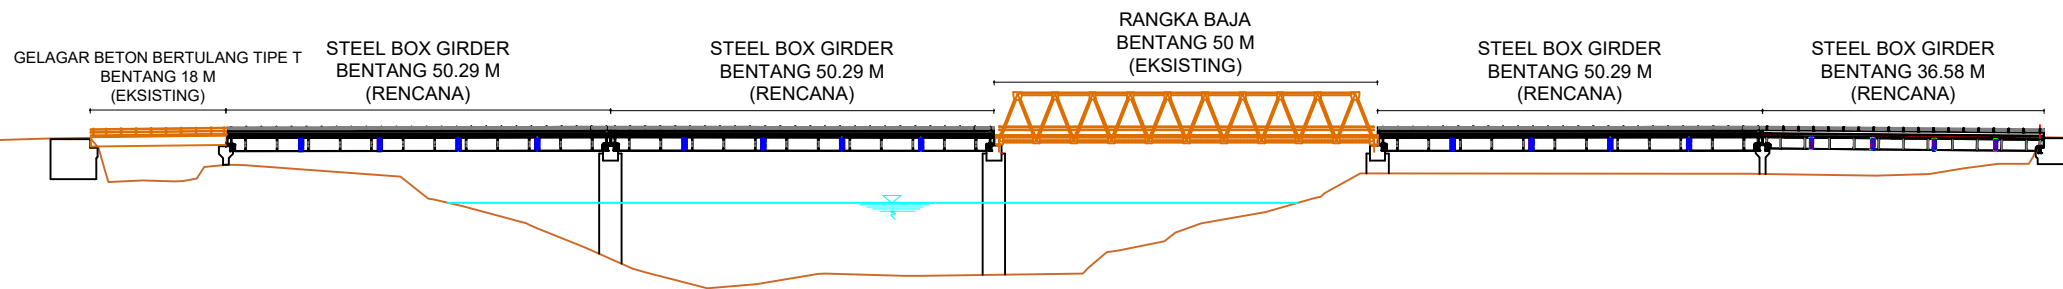 GELAGAR BETON BERTULANG TIPE T
BENTANG 18 M
(EKSISTING)
STEEL BOX GIRDER
BENTANG 50.29 M
(RENCANA)
STEEL BOX GIRDER
BENTANG 50.29 M
(RENCANA)
RANGKA BAJA
BENTANG 50 M
(EKSISTING)
STEEL BOX GIRDER
BENTANG 50.29 M
(RENCANA)
STEEL BOX GIRDER
BENTANG 36.58 M
(RENCANA)